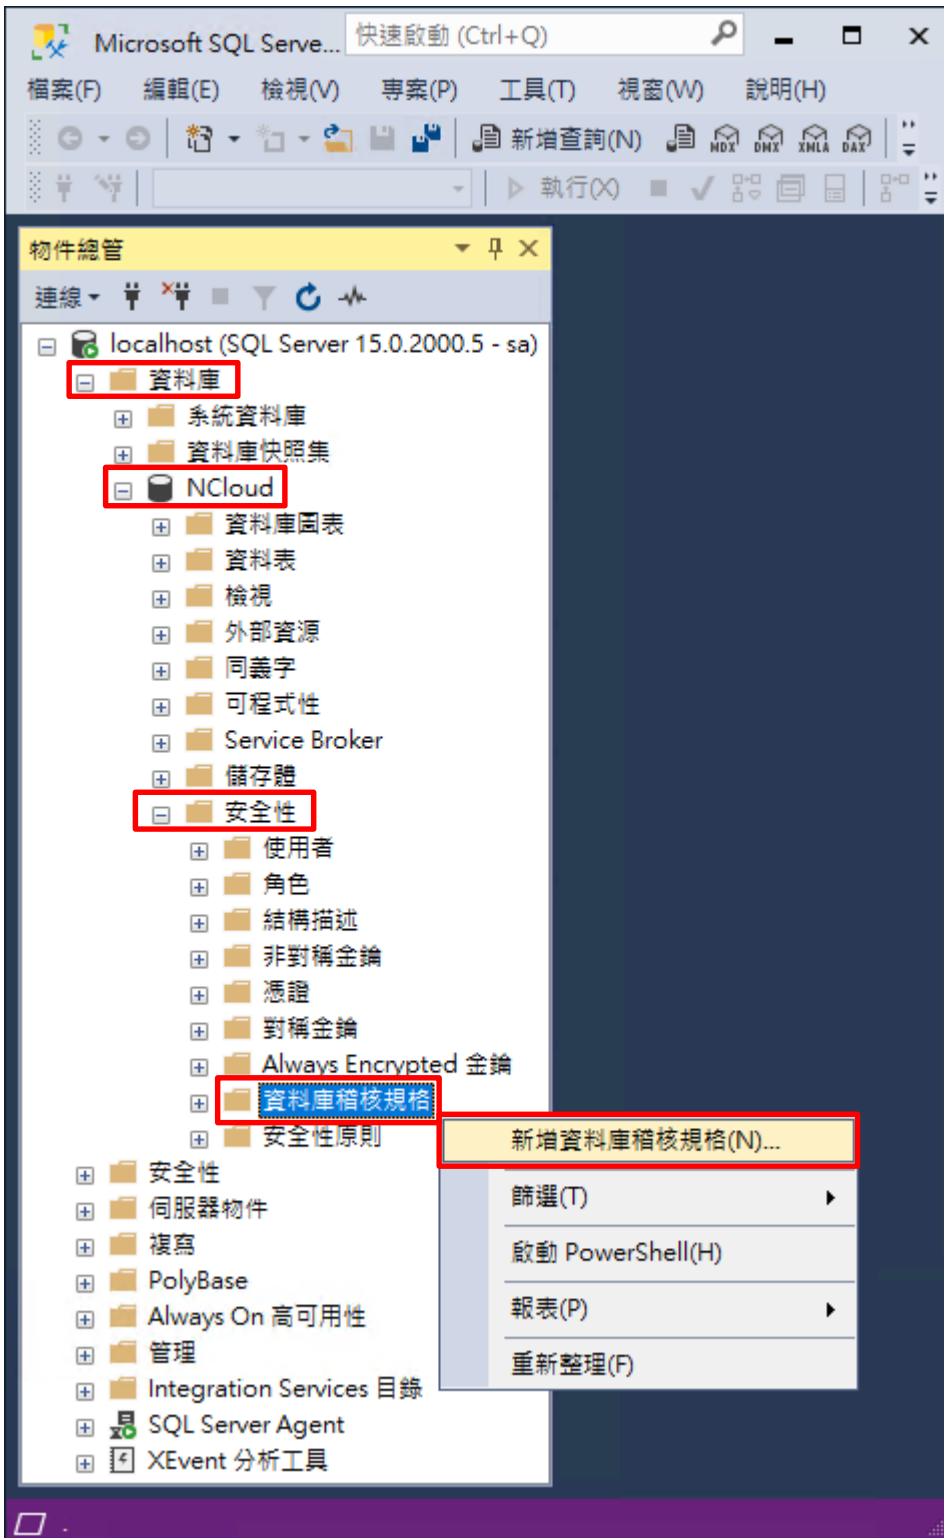 Microsoft SQL Serve... 快速啟動 (Ctrl+Q)
檔案(F) 編輯(E) 檢視(V) 專案(P) 工具(T) 視窗(W) 說明(H)
新增查詢(N) MDX DMX XMLA DAX
執行(X)
物件總管
連線
localhost (SQL Server 15.0.2000.5 - sa)
資料庫
系統資料庫
資料庫快照集
NCloud
資料庫圖表
資料表
檢視
外部資源
同義字
可程式性
Service Broker
儲存體
安全性
使用者
角色
結構描述
非對稱金鑰
憑證
對稱金鑰
Always Encrypted 金鑰
資料庫稽核規格
安全性原則
新增資料庫稽核規格(N)...
篩選(T)
啟動 PowerShell(H)
報表(P)
重新整理(F)
安全性
伺服器物件
複寫
PolyBase
Always On 高可用性
管理
Integration Services 目錄
SQL Server Agent
XEvent 分析工具